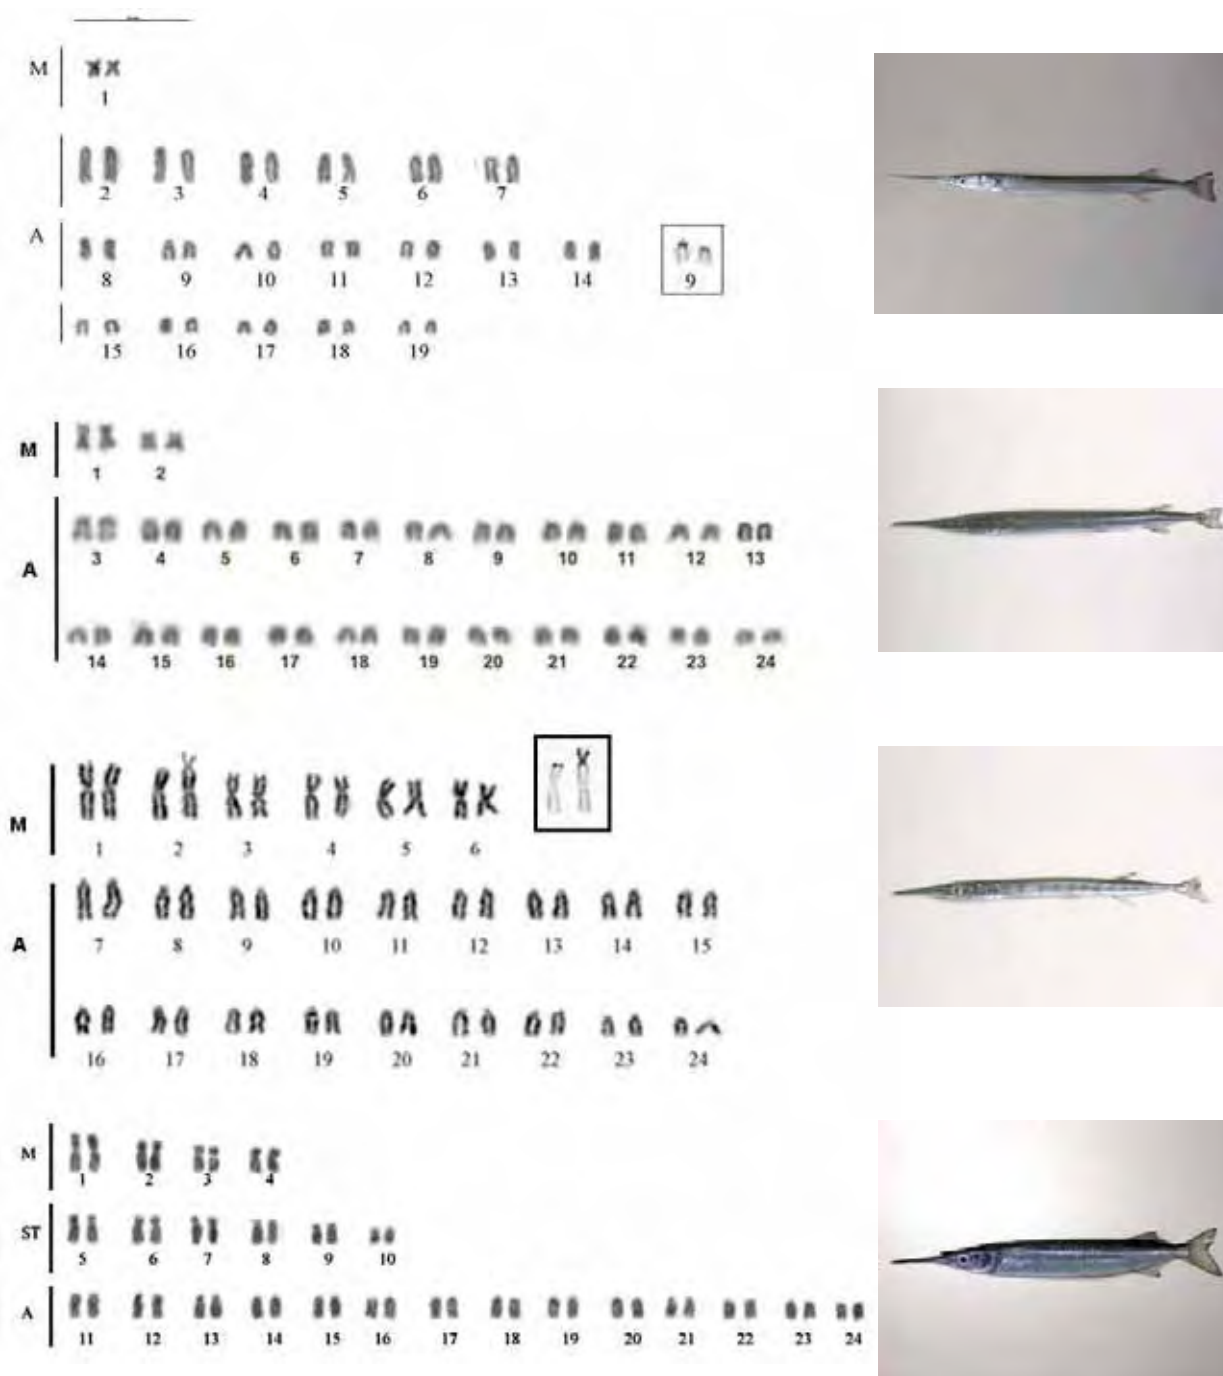 M
1
2 3 4 5 6 7
A
8 9 10 11 12 13 14 9
15 16 17 18 19
M
1 2
3 4 5 6 7 8 9 10 11 12 13
A
14 15 16 17 18 19 20 21 22 23 24
M
1 2 3 4 5 6
A
7 8 9 10 11 12 13 14 15
16 17 18 19 20 21 22 23 24
M
1 2 3 4
ST
5 6 7 8 9 10
A
11 12 13 14 15 16 17 18 19 20 21 22 23 24